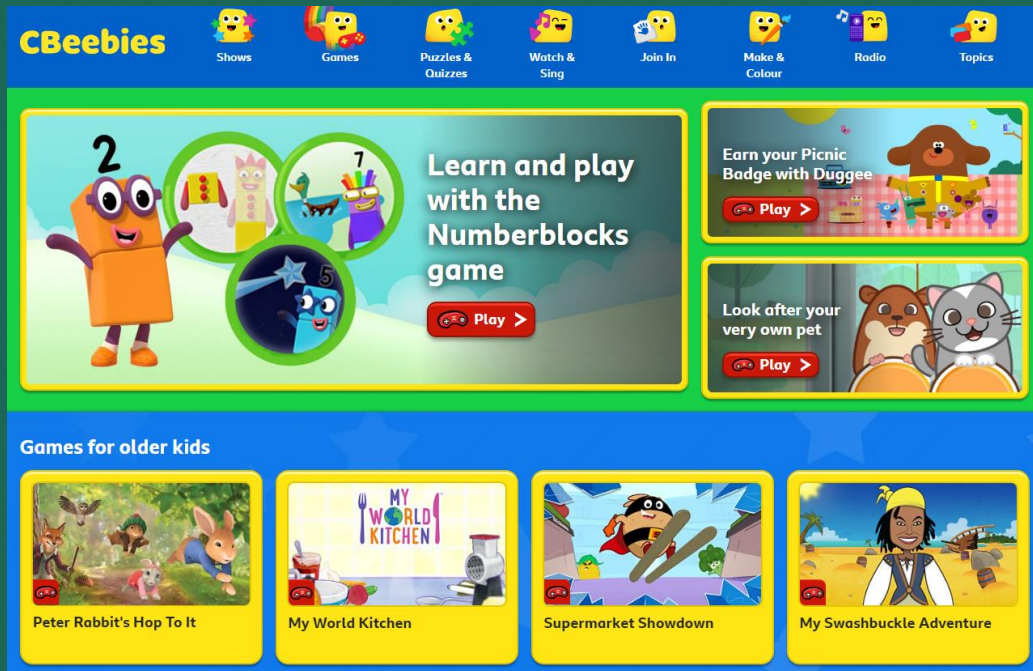 CBeebies
Shows
Games
Puzzles &
Quizzes
Watch &
Sing
Join In
Make &
Colour
Radio
Topics
2
7
5
Learn and play
with the
Numberblocks
game
Play >
Earn your Picnic
Badge with Duggee
Play >
Look after your
very own pet
Play >
Games for older kids
MY
WORLD
KITCHEN
Peter Rabbit's Hop To It
My World Kitchen
Supermarket Showdown
My Swashbuckle Adventure